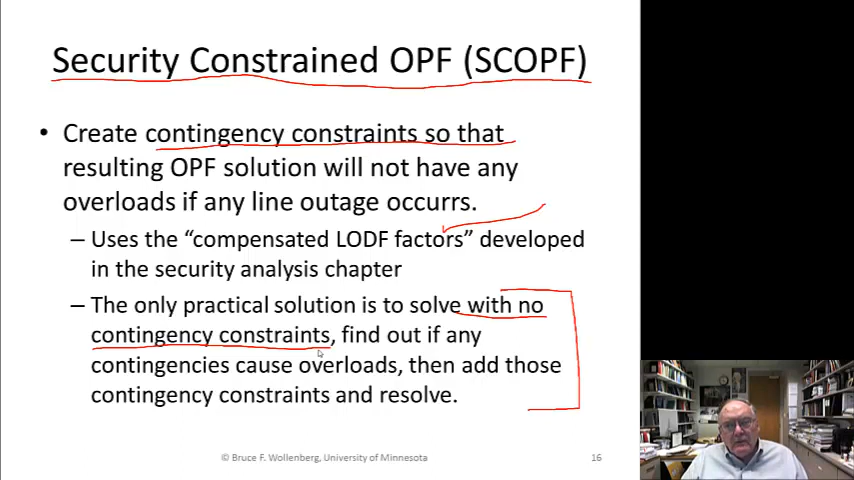 Security Constrained OPF (SCOPF)
• Create contingency constraints so that
resulting OPF solution will not have any
overloads if any line outage occurrs.
– Uses the “compensated LODF factors” developed
in the security analysis chapter
– The only practical solution is to solve with no
contingency constraints, find out if any
contingencies cause overloads, then add those
contingency constraints and resolve.
© Bruce F. Wollenberg, University of Minnesota
16